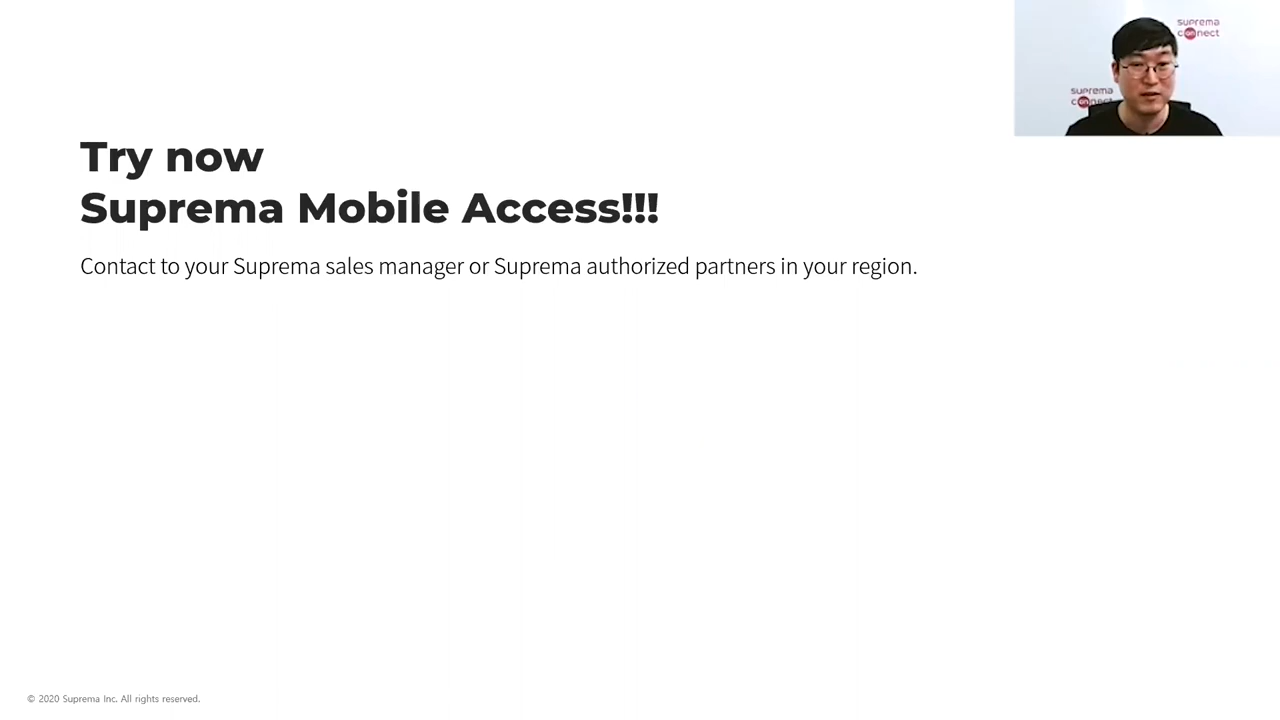 Try now
Suprema Mobile Access!!!
Contact to your Suprema sales manager or Suprema authorized partners in your region.
suprema
connect
suprema
connect
© 2020 Suprema Inc. All rights reserved.